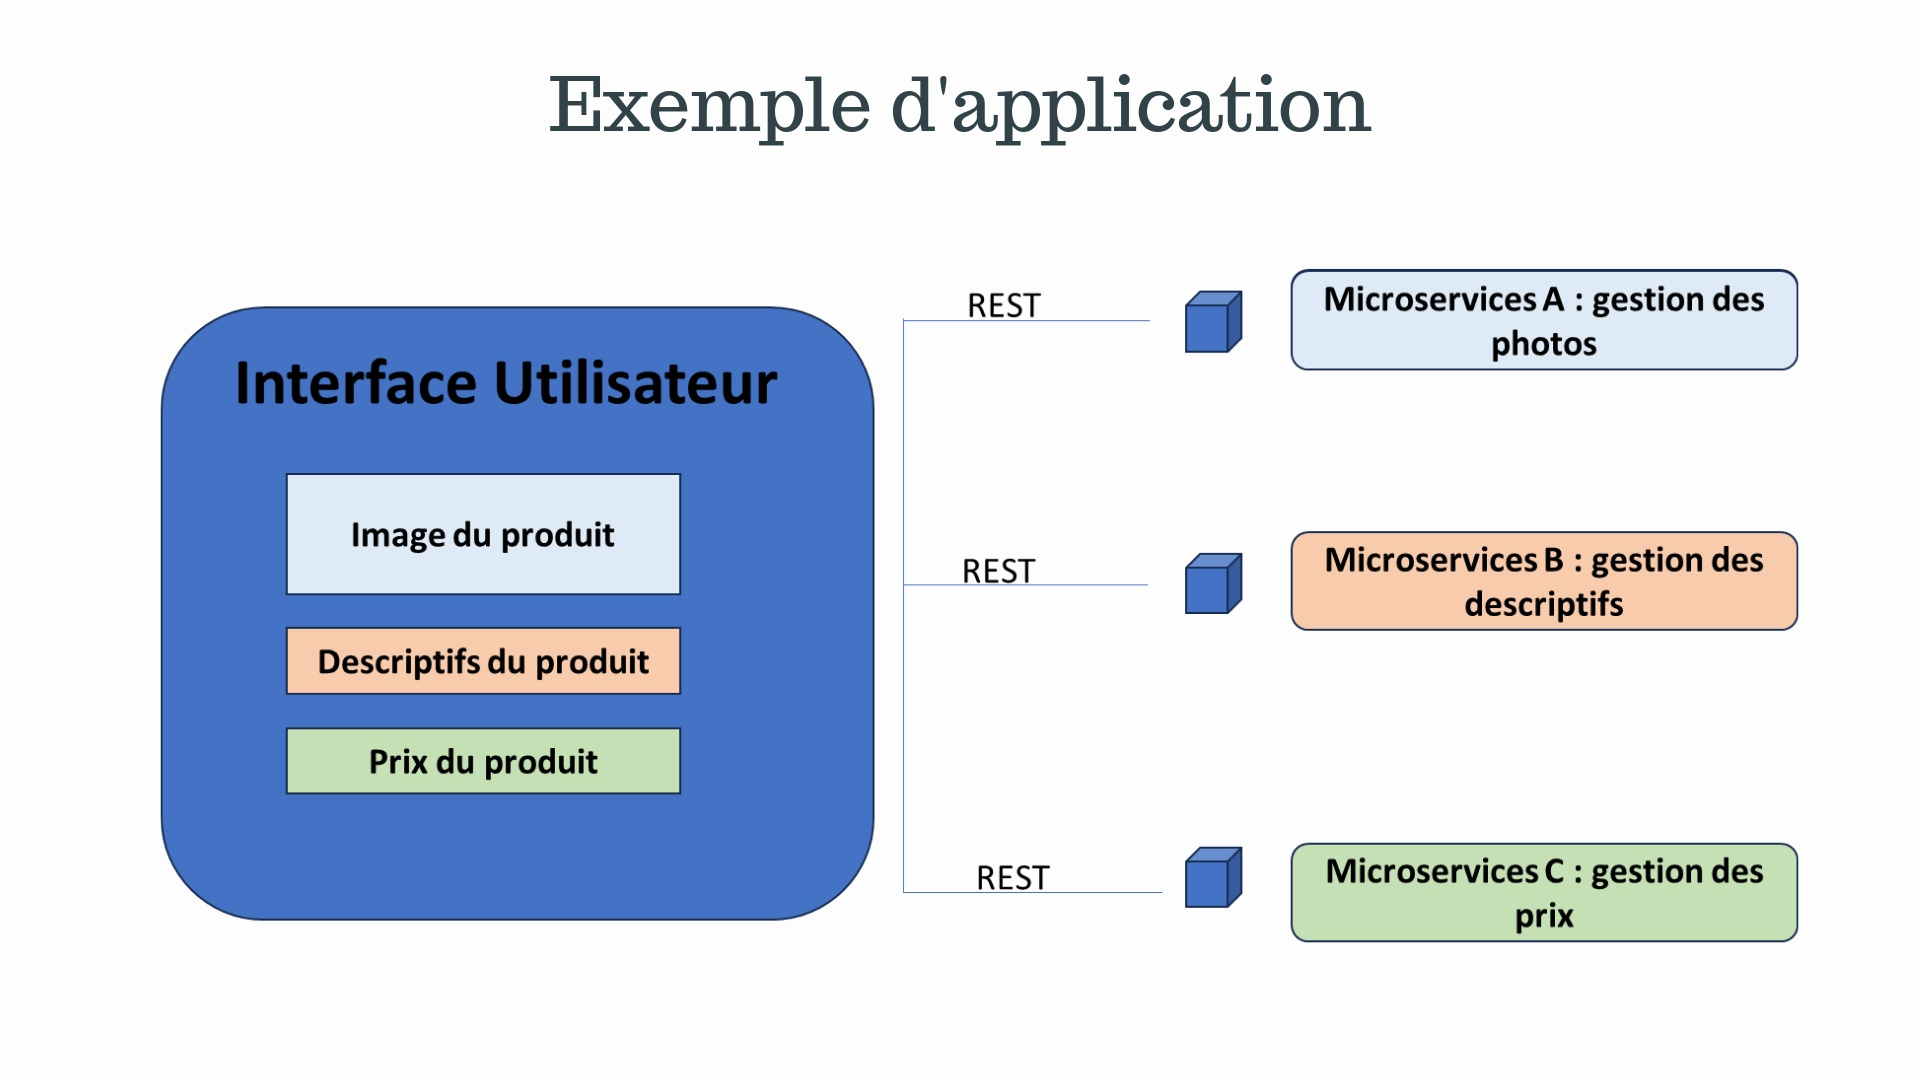 Exemple d'application
Interface Utilisateur
Image du produit
Descriptifs du produit
Prix du produit
REST
Microservices A : gestion des
photos
REST
Microservices B : gestion des
descriptifs
REST
Microservices C : gestion des
prix